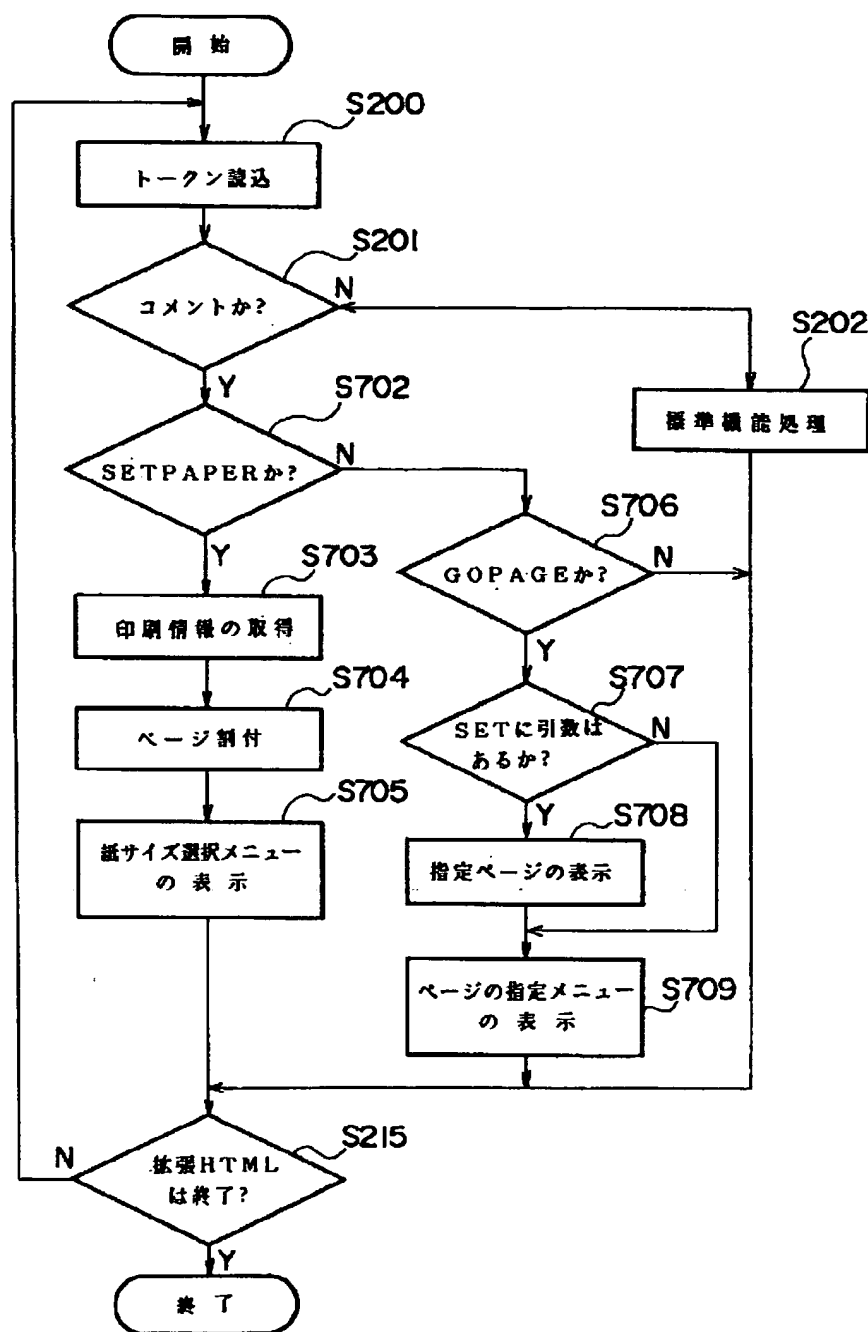 開始
S200
トークン読込
S201
コメントか?
N
S202
標準機能処理
Y
S702
SETPAPERか?
N
S706
GOPAGEか?
N
Y
S703
印刷情報の取得
Y
S707
SETに引数は
あるか?
N
S704
ページ割付
Y
S708
指定ページの表示
S705
紙サイズ選択メニュー
の表示
ページの指定メニュー
の表示
S709
S215
拡張HTML
は終了?
N
Y
終了